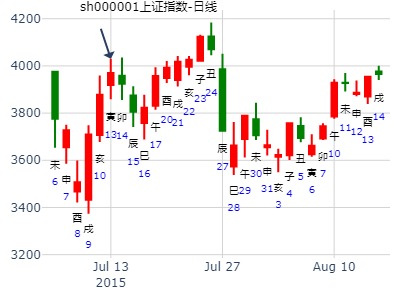 sh000001上证指数-日线
4200
4000
3800
3600
3400
3200
未
6
申
7
酉
8
戌
9
亥
10
寅
13
卯
14
辰
15
巳
16
午
17
未
20
酉
戌
21
亥
22
子
23
丑
24
辰
27
巳
28
午
29
未
30
申
31
亥
3
子
4
丑
5
寅
6
卯
7
午
10
未
11
申
12
酉
13
戌
14
Jul 13
2015
Jul 27
Aug 10